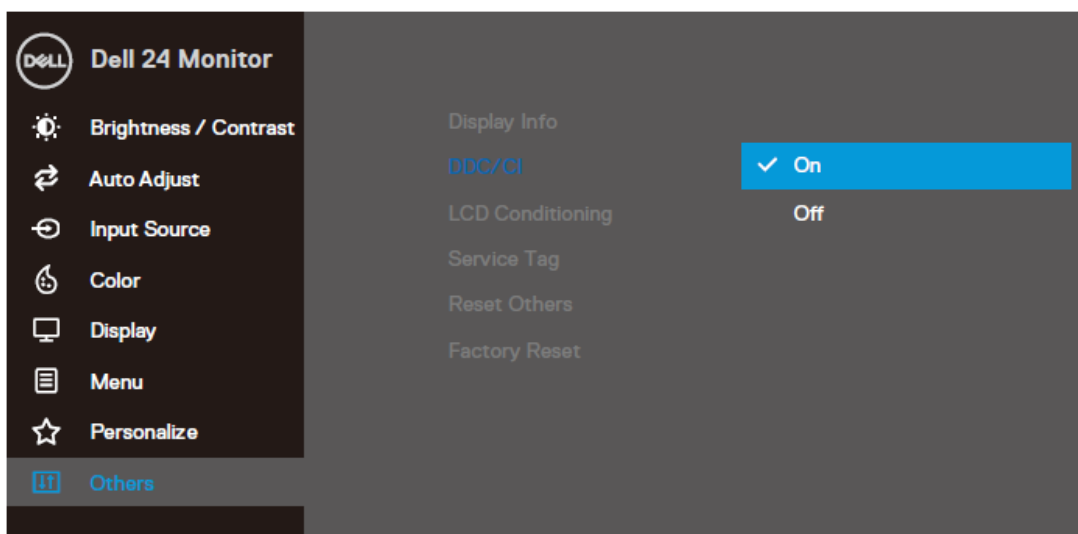 DELL Dell 24 Monitor
Brightness / Contrast
Auto Adjust
Input Source
Color
Display
Menu
Personalize
Others
Display Info
DDC/CI
LCD Conditioning
Service Tag
Reset Others
Factory Reset
On
Off